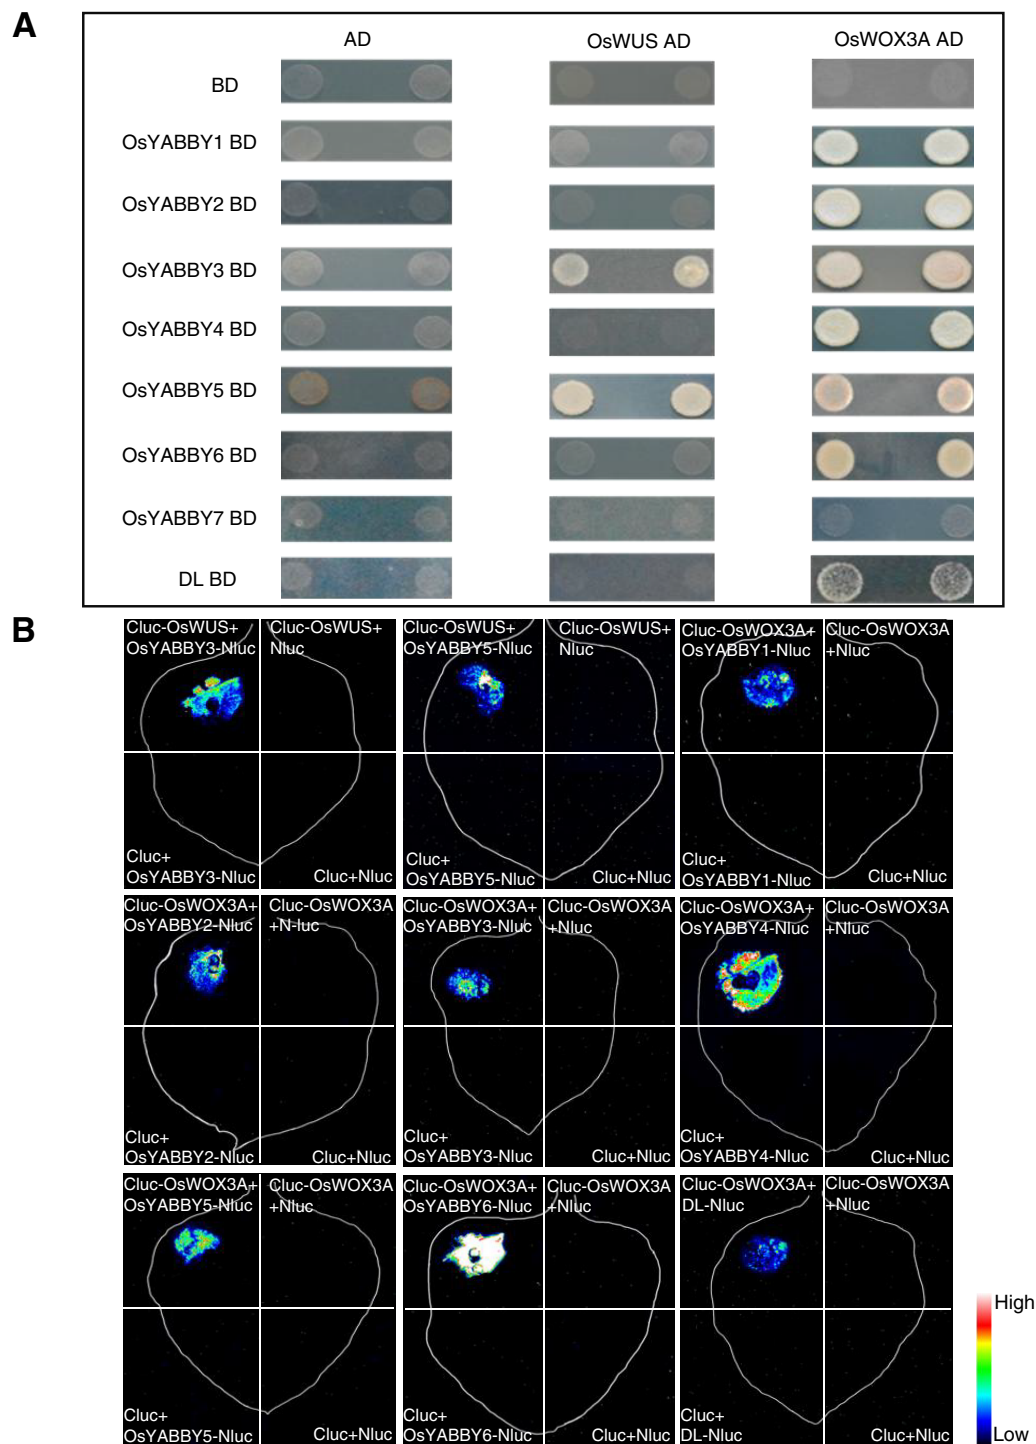 A
AD
OsWUS AD
OsWOX3A AD
BD
OsYABBY1 BD
OsYABBY2 BD
OsYABBY3 BD
OsYABBY4 BD
OsYABBY5 BD
OsYABBY6 BD
OsYABBY7 BD
DL BD
B
Cluc-OsWUS+
OsYABBY3-Nluc
Cluc-OsWUS+
Nluc
Cluc+
OsYABBY3-Nluc
Cluc+Nluc
Cluc-OsWUS+
OsYABBY5-Nluc
Cluc-OsWUS+
Nluc
Cluc+
OsYABBY5-Nluc
Cluc+Nluc
Cluc-OsWOX3A+
OsYABBY1-Nluc
Cluc-OsWOX3A
+Nluc
Cluc+
OsYABBY1-Nluc
Cluc+Nluc
Cluc-OsWOX3A+
OsYABBY2-Nluc
Cluc-OsWOX3A
+N-luc
Cluc+
OsYABBY2-Nluc
Cluc+Nluc
Cluc-OsWOX3A+
OsYABBY3-Nluc
Cluc-OsWOX3A
+Nluc
Cluc+
OsYABBY3-Nluc
Cluc+Nluc
Cluc-OsWOX3A+
OsYABBY4-Nluc
Cluc-OsWOX3A
+Nluc
Cluc+
OsYABBY4-Nluc
Cluc+Nluc
Cluc-OsWOX3A+
OsYABBY5-Nluc
Cluc-OsWOX3A
+Nluc
Cluc+
OsYABBY5-Nluc
Cluc+Nluc
Cluc-OsWOX3A+
OsYABBY6-Nluc
Cluc-OsWOX3A
+Nluc
Cluc+
OsYABBY6-Nluc
Cluc+Nluc
Cluc-OsWOX3A+
DL-Nluc
Cluc-OsWOX3A
+Nluc
Cluc+
DL-Nluc
Cluc+Nluc
High
Low